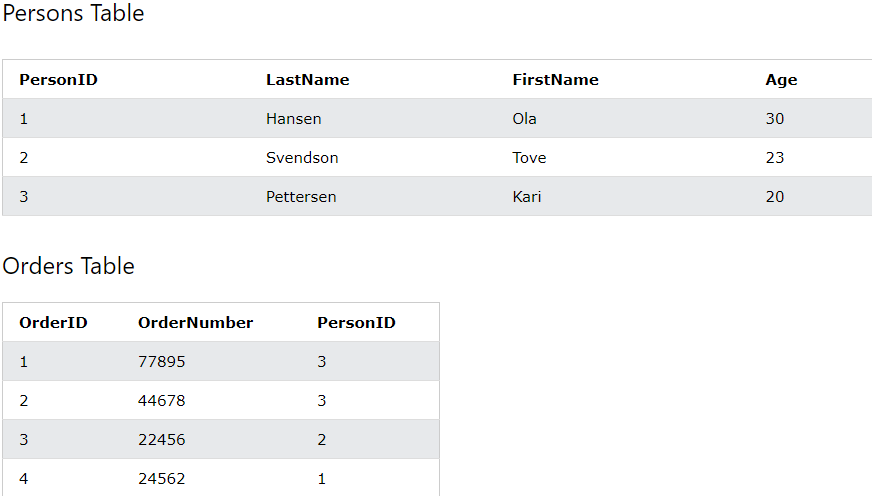 Persons Table
PersonID LastName FirstName Age
1 Hansen Ola 30
2 Svendson Tove 23
3 Pettersen Kari 20
Orders Table
OrderID OrderNumber PersonID
1 77895 3
2 44678 3
3 22456 2
4 24562 1